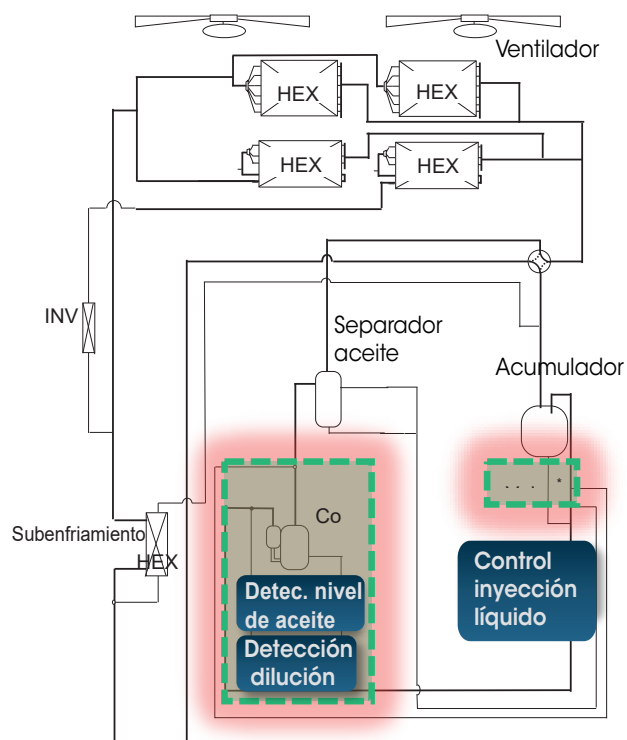 Ventilador
HEX
HEX
HEX
HEX
INV
Separador
aceite
Acumulador
. . . *
Co
Subenfriamiento
HEX
Detec. nivel
de aceite
Detección
dilución
Control
inyección
líquido